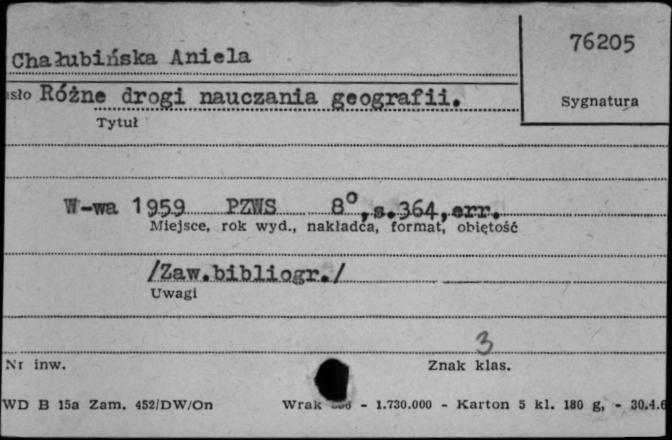 Chałubińska Aniela
76205
sło Różne drogi nauczania geografii.
Sygnatura
Tytuł
W-wa 1959 PZWS 8°, s.364, err.
Miejsce, rok wyd., nakładca, format, objętość
/Zaw.bibliogr./
Uwagi
3
Nr inw.
Znak klas.
WD B 15a Zam. 452/DW/On Wrak - 1.730.000 - Karton 5 kl. 180 g, - 30.4.6